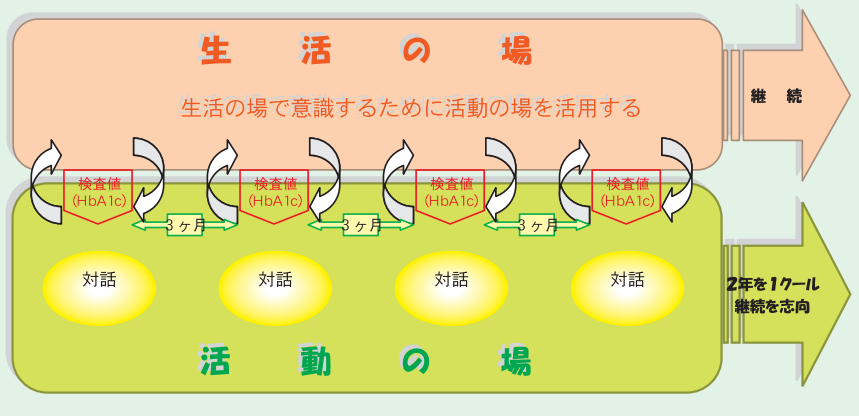 生活の場
生活の場で意識するために活動の場を活用する
継続
検査値
(HbA1c)
検査値
(HbA1c)
検査値
(HbA1c)
検査値
(HbA1c)
3ヶ月
3ヶ月
3ヶ月
対話
対話
対話
対話
2年を1クール
継続を志向
活動の場